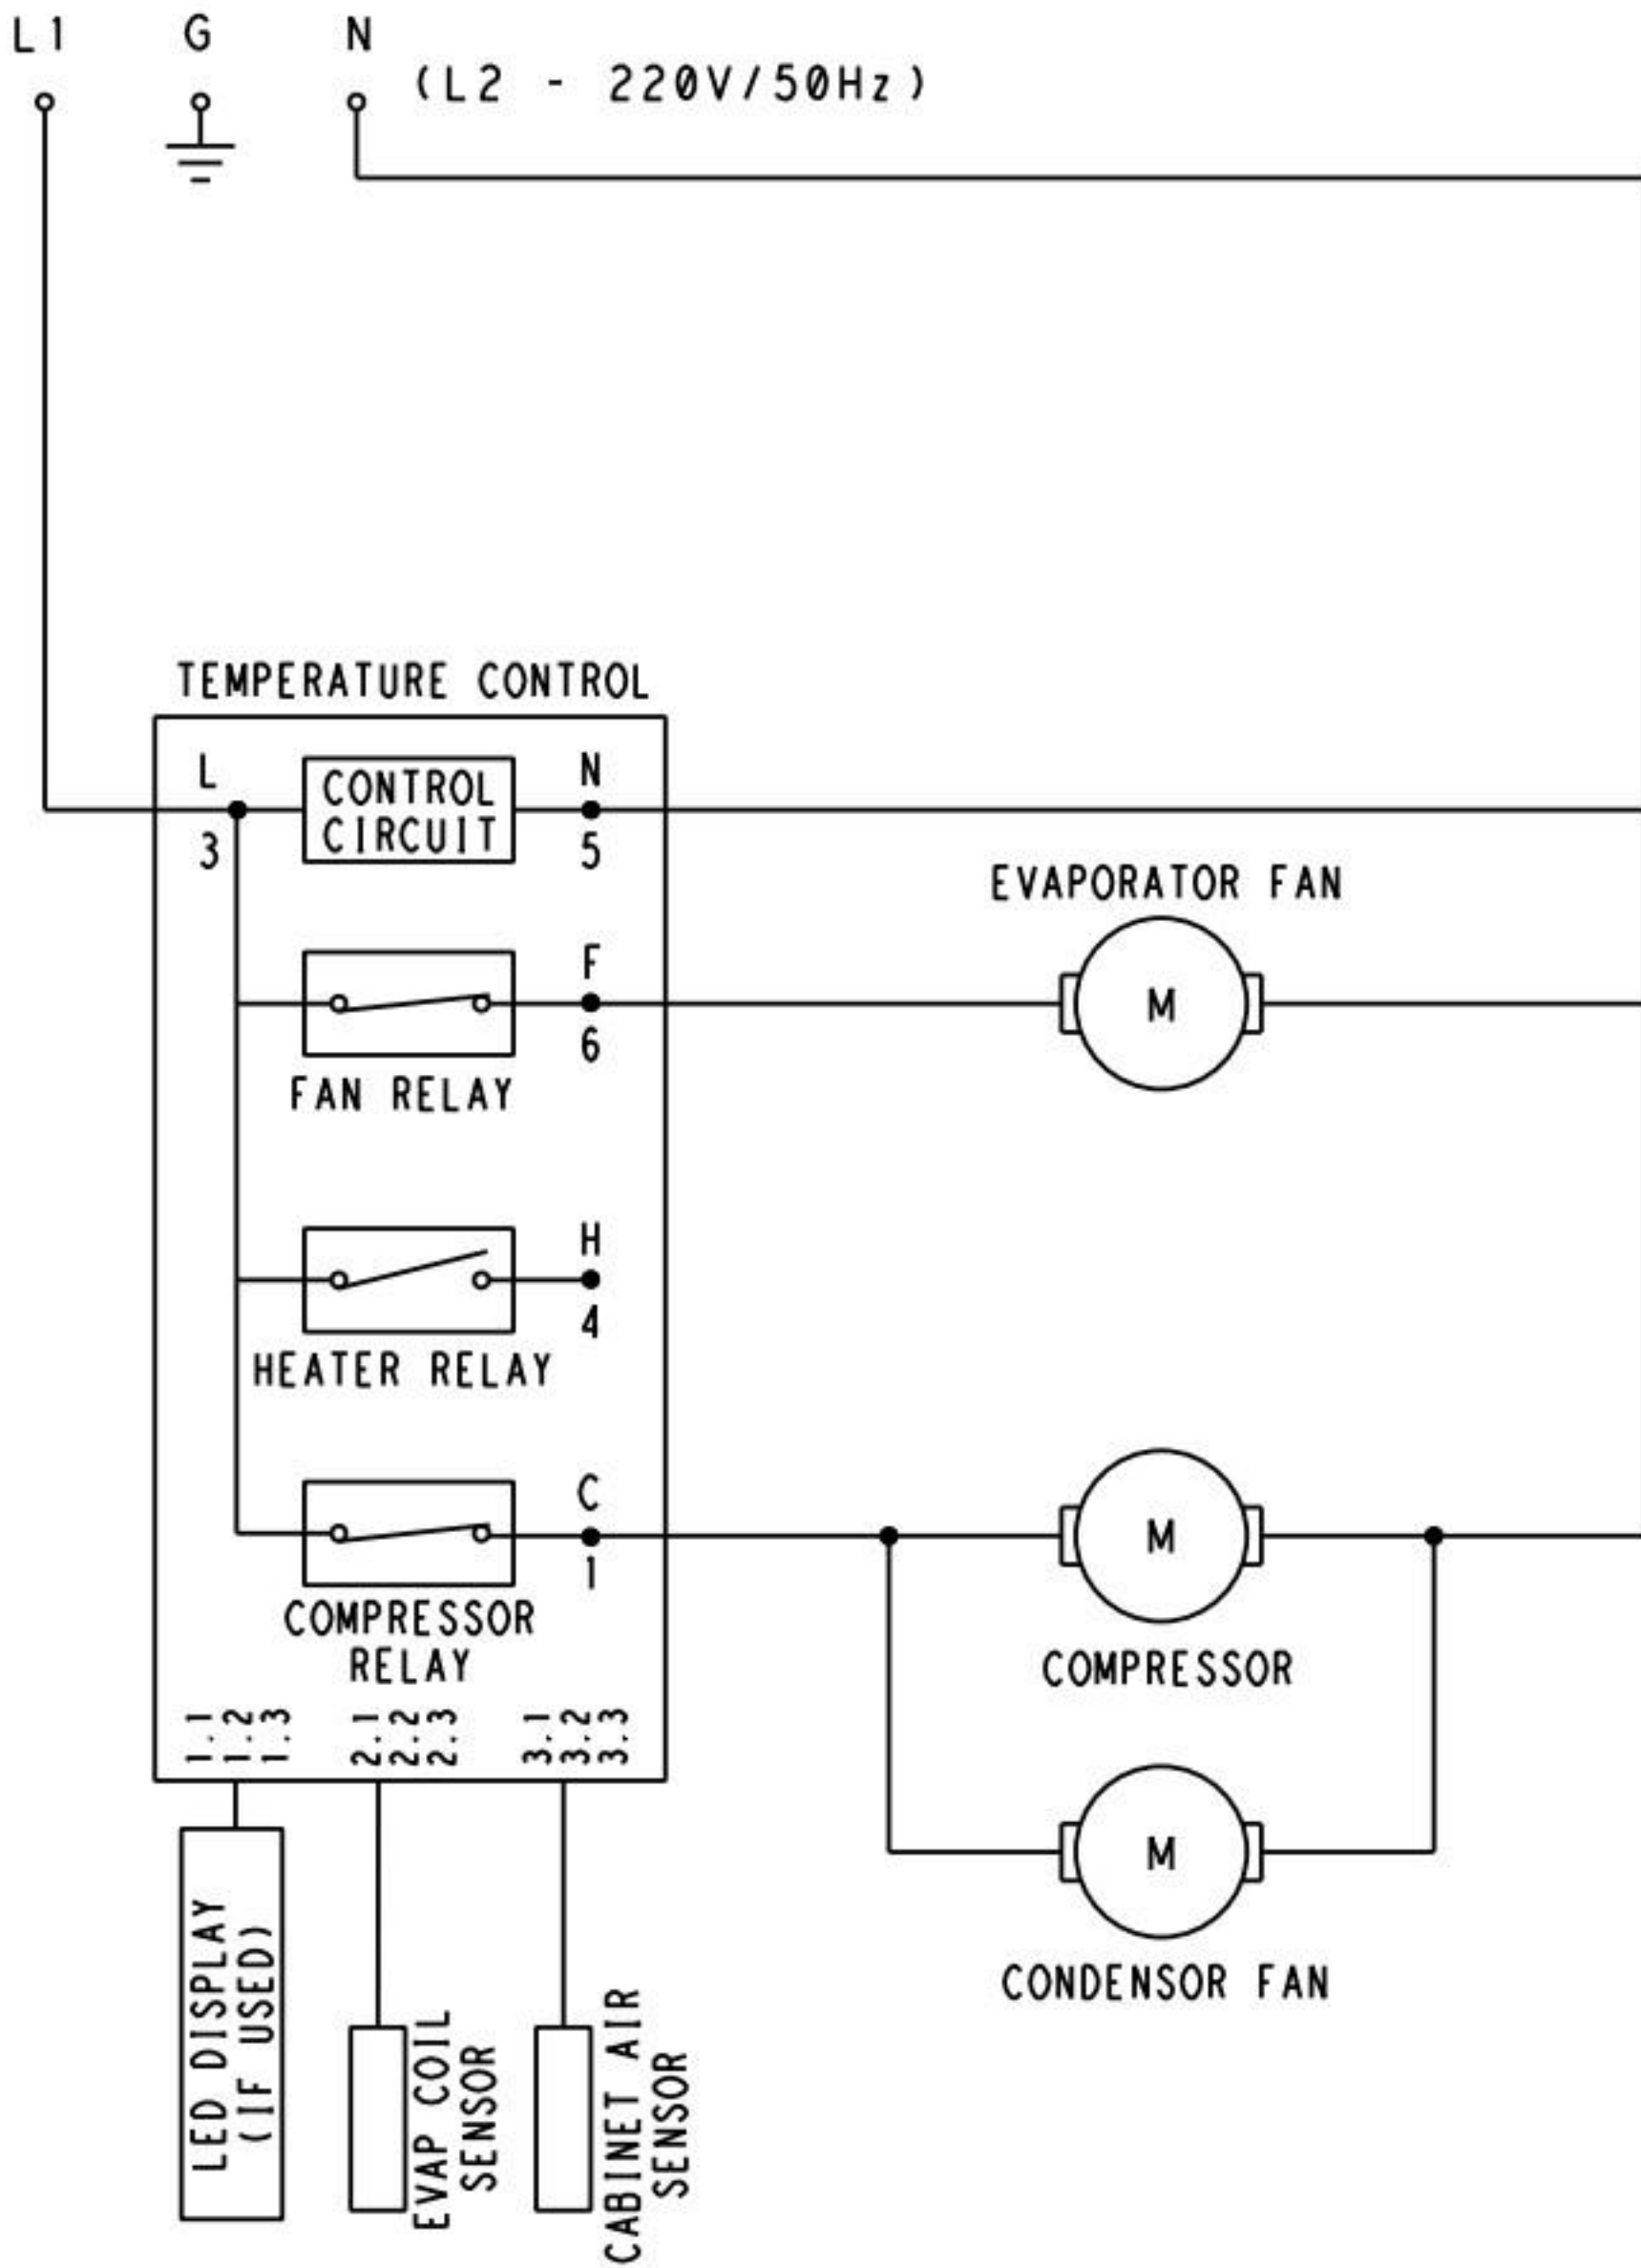 L1 G N
(L2 - 220V/50Hz)
TEMPERATURE CONTROL
L
3
CONTROL
CIRCUIT
N
5
EVAPORATOR FAN
M
F
6
FAN RELAY
H
4
HEATER RELAY
C
1
COMPRESSOR
RELAY
M
COMPRESSOR
M
CONDENSOR FAN
1.1
1.2
1.3
2.1
2.2
2.3
3.1
3.2
3.3
LED DISPLAY
(IF USED)
EVAP COIL
SENSOR
CABINET AIR
SENSOR